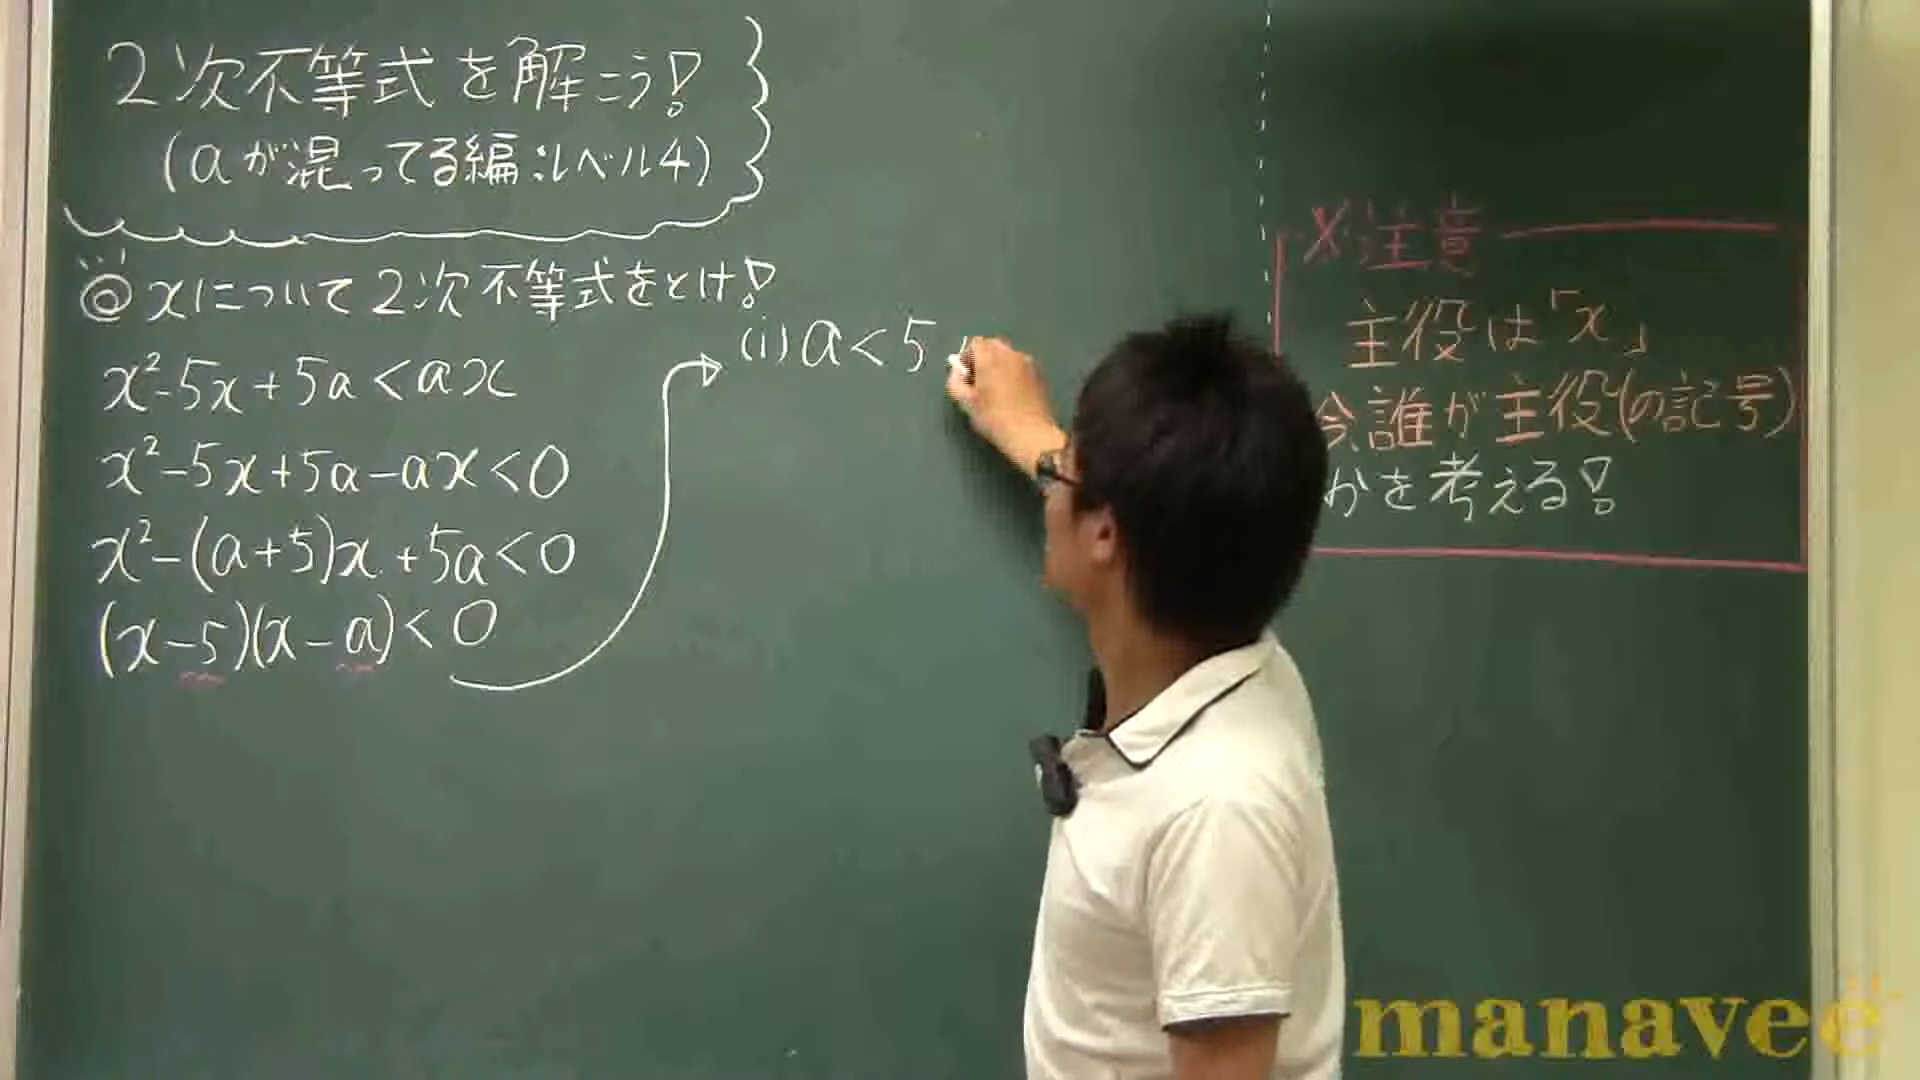 2次不等式を解こう!
(aが混ってる編:レベル4)
◎xについて2次不等式をとけ!
x²-5x+5a<ax
x²-5x+5a-ax<0
x²-(a+5)x+5a<0
(x-5)(x-a)<0
(i)a<5
※注意
主役は「x」
今誰が主役(の記号)
かを考える!
manavee